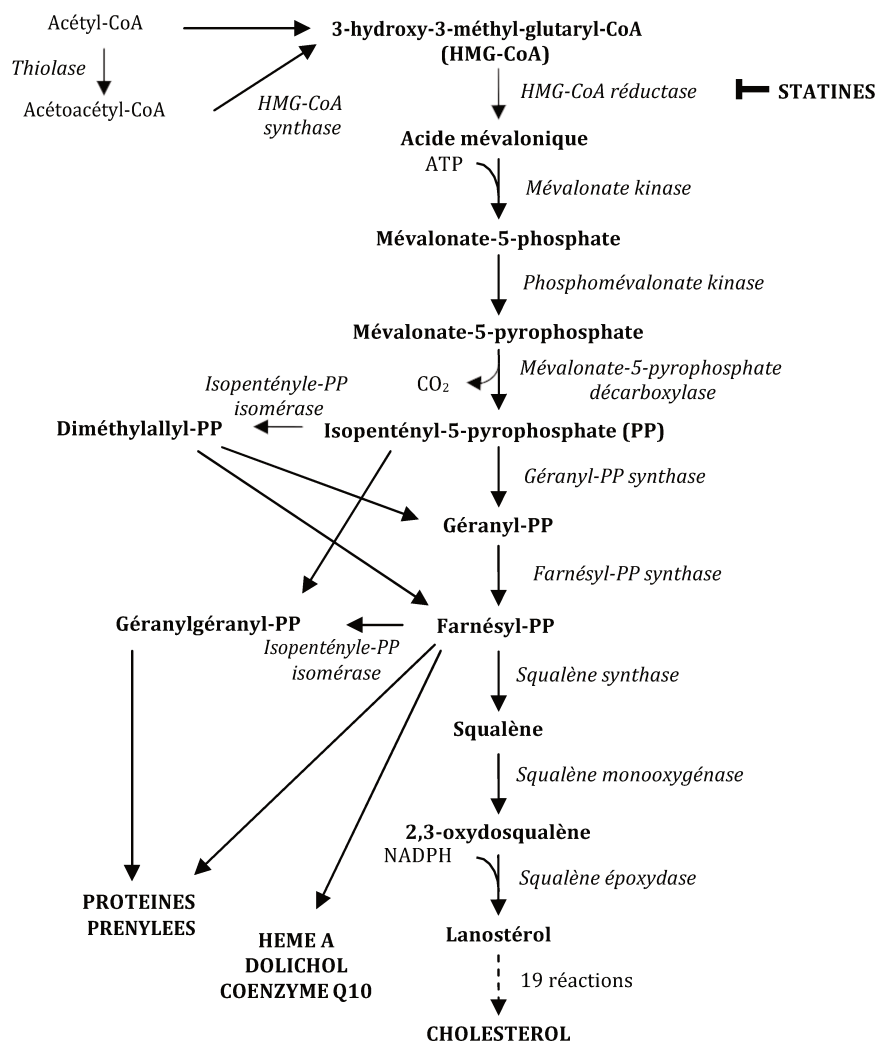 Acétyl-CoA
3-hydroxy-3-méthyl-glutaryl-CoA
(HMG-CoA)
Thiolase
Acétoacétyl-CoA
HMG-CoA
synthase
HMG-CoA réductase
STATINES
Acide mévalonique
ATP
Mévalonate kinase
Mévalonate-5-phosphate
Phosphomévalonate kinase
Mévalonate-5-pyrophosphate
CO2
Mévalonate-5-pyrophosphate
décarboxylase
Isopentényle-PP
isomérase
Diméthylallyl-PP
Isopentényl-5-pyrophosphate (PP)
Géranyl-PP synthase
Géranyl-PP
Farnésyl-PP synthase
Géranylgéranyl-PP
Farnésyl-PP
Isopentényle-PP
isomérase
Squalène synthase
Squalène
Squalène monooxygénase
2,3-oxydosqualène
NADPH
Squalène époxydase
PROTEINES
PRENYLEES
HEME A
DOLICHOL
COENZYME Q10
Lanostérol
19 réactions
CHOLESTEROL